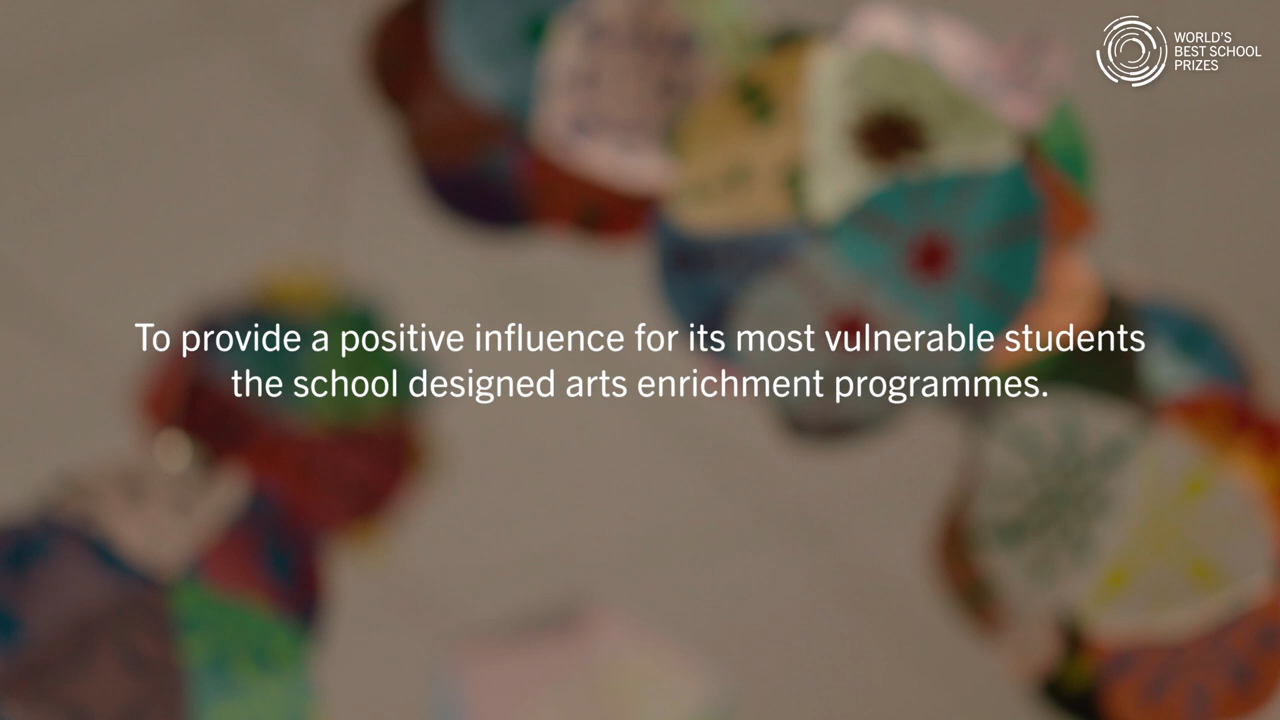 WORLD'S
BEST SCHOOL
PRIZES
To provide a positive influence for its most vulnerable students
the school designed arts enrichment programmes.